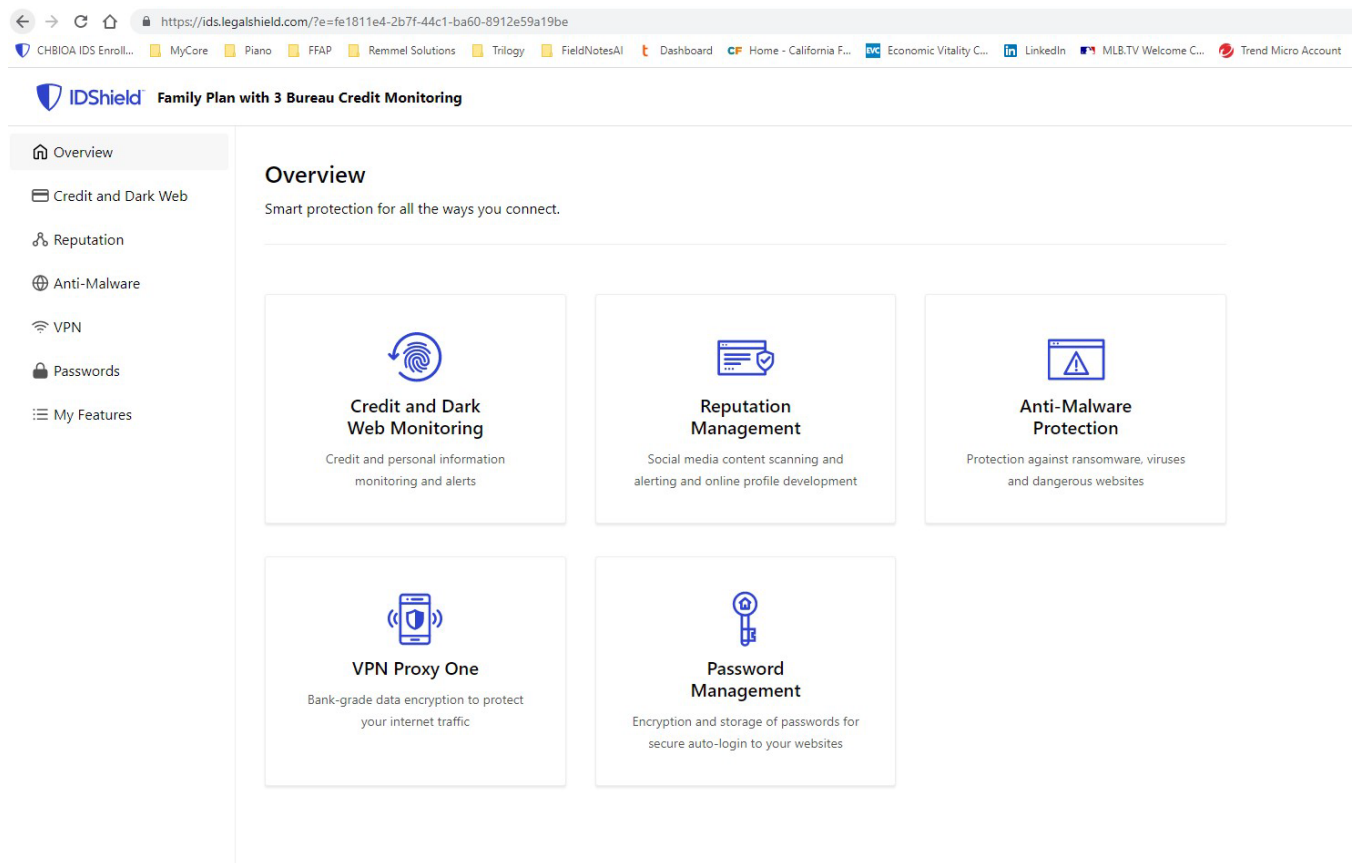 https://ids.legalshield.com/?e=fe1811e4-2b7f-44c1-ba60-8912e59a19be
CHBIOA IDS Enroll... MyCore Piano FFAP Remmel Solutions Trilogy FieldNotesAI t Dashboard CF Home - California F... EVC Economic Vitality C... in LinkedIn MLB.TV Welcome C... Trend Micro Account
IDShield Family Plan with 3 Bureau Credit Monitoring
Overview
Credit and Dark Web
Reputation
Anti-Malware
VPN
Passwords
My Features
Overview
Smart protection for all the ways you connect.
Credit and Dark
Web Monitoring
Credit and personal information
monitoring and alerts
Reputation
Management
Social media content scanning and
alerting and online profile development
Anti-Malware
Protection
Protection against ransomware, viruses
and dangerous websites
VPN Proxy One
Bank-grade data encryption to protect
your internet traffic
Password
Management
Encryption and storage of passwords for
secure auto-login to your websites